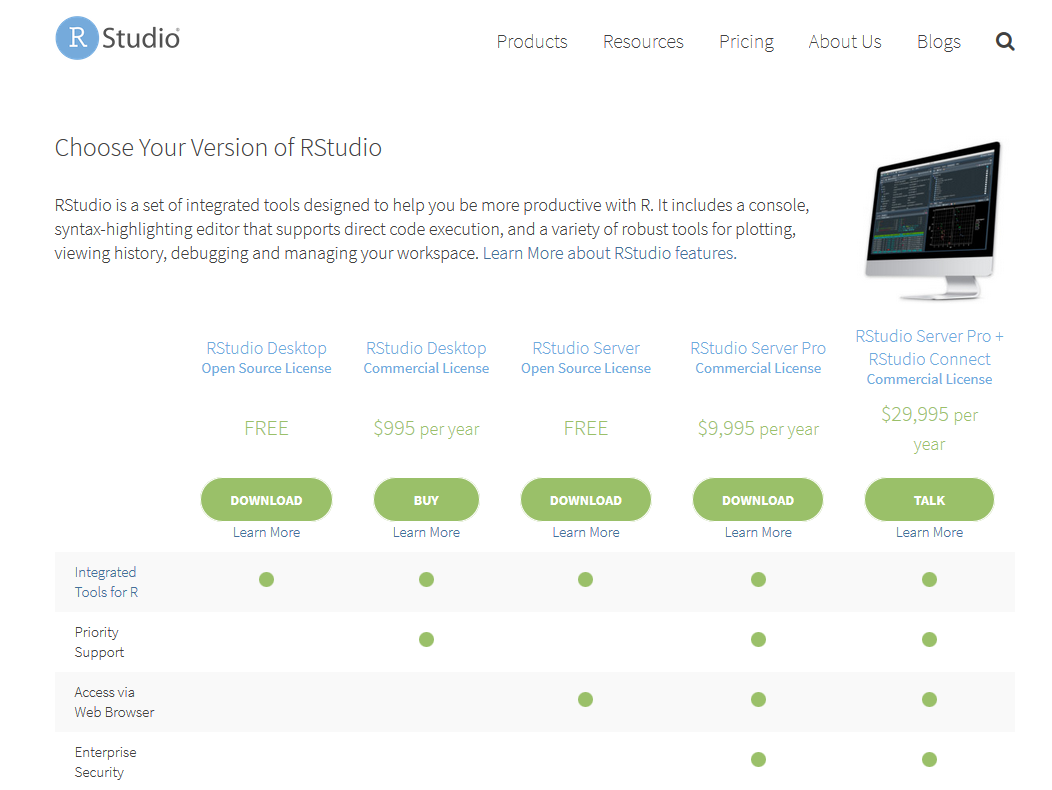 RStudio
Products Resources Pricing About Us Blogs
Choose Your Version of RStudio
RStudio is a set of integrated tools designed to help you be more productive with R. It includes a console,
syntax-highlighting editor that supports direct code execution, and a variety of robust tools for plotting,
viewing history, debugging and managing your workspace. Learn More about RStudio features.
RStudio Desktop
Open Source License
FREE
DOWNLOAD
Learn More
RStudio Desktop
Commercial License
$995 per year
BUY
Learn More
RStudio Server
Open Source License
FREE
DOWNLOAD
Learn More
RStudio Server Pro
Commercial License
$9,995 per year
DOWNLOAD
Learn More
RStudio Server Pro +
RStudio Connect
Commercial License
$29,995 per
year
TALK
Learn More
Integrated
Tools for R
Priority
Support
Access via
Web Browser
Enterprise
Security